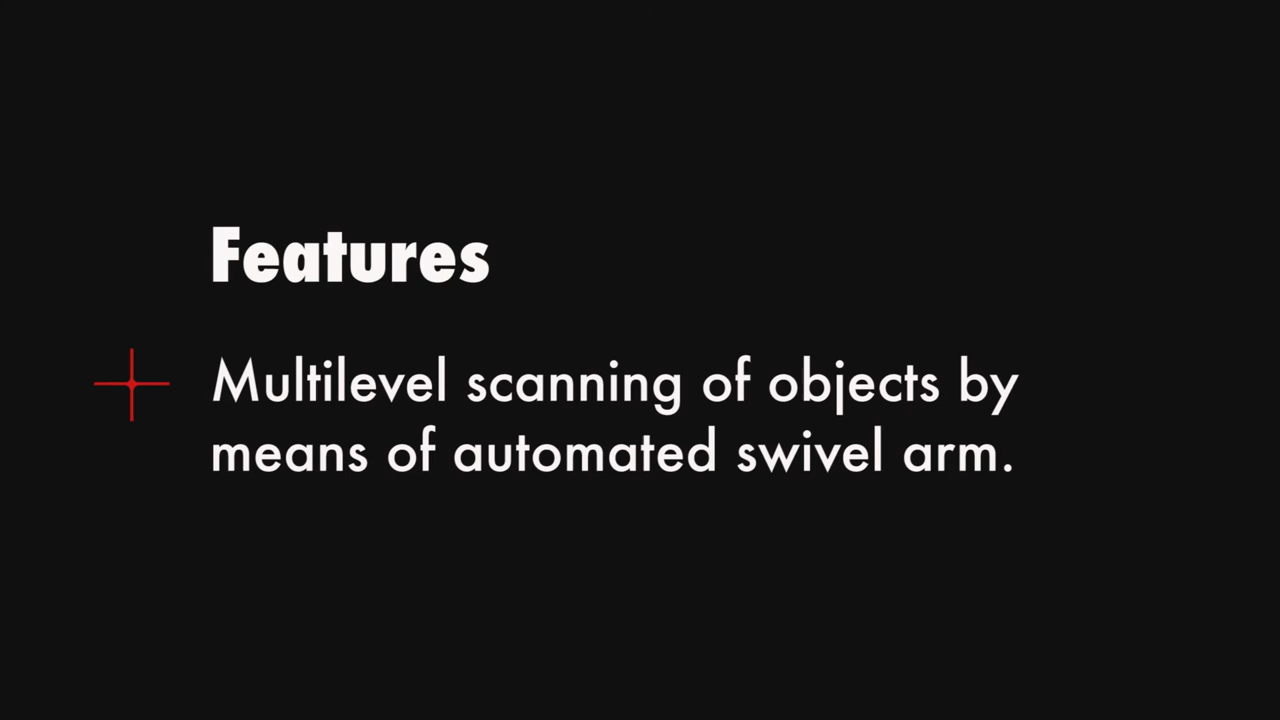 Features
Multilevel scanning of objects by
means of automated swivel arm.